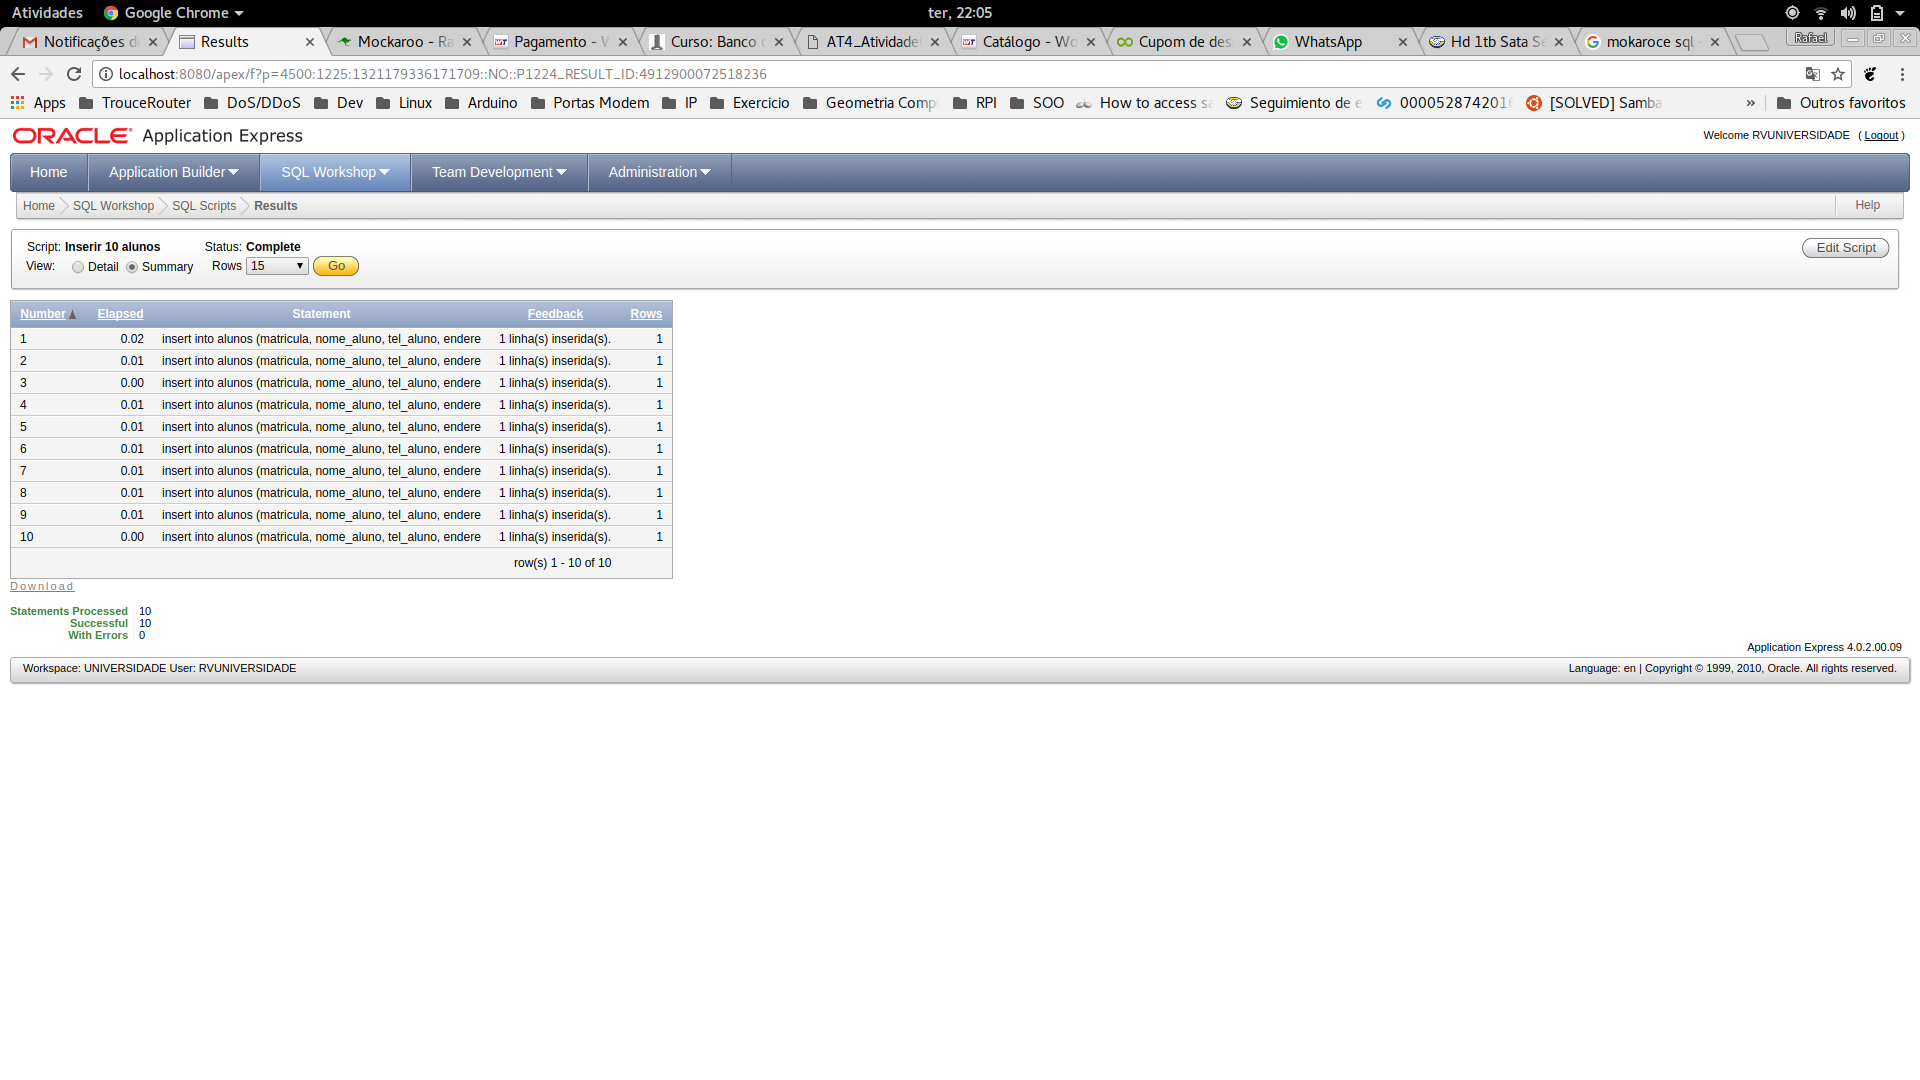 Atividades Google Chrome ter, 22:05
Notificações d Results Mockaroo - Ra Pagamento - W Curso: Banco d AT4_Atividade Catálogo - Wo Cupom de des WhatsApp Hd 1tb Sata Se mokaroce sql - Rafael
localhost:8080/apex/f?p=4500:1225:1321179336171709::NO::P1224_RESULT_ID:4912900072518236
Apps TrouceRouter DoS/DDoS Dev Linux Arduino Portas Modem IP Exercicio Geometria Comp RPI SOO How to access sa Seguimiento de e 0000528742016 [SOLVED] Samba » Outros favoritos
ORACLE Application Express Welcome RVUNIVERSIDADE ( Logout )
Home Application Builder SQL Workshop Team Development Administration
Home SQL Workshop SQL Scripts Results Help
Script: Inserir 10 alunos Status: Complete Edit Script
View: Detail Summary Rows 15 Go
Number Elapsed Statement Feedback Rows
1 0.02 insert into alunos (matricula, nome_aluno, tel_aluno, endere 1 linha(s) inserida(s). 1
2 0.01 insert into alunos (matricula, nome_aluno, tel_aluno, endere 1 linha(s) inserida(s). 1
3 0.00 insert into alunos (matricula, nome_aluno, tel_aluno, endere 1 linha(s) inserida(s). 1
4 0.01 insert into alunos (matricula, nome_aluno, tel_aluno, endere 1 linha(s) inserida(s). 1
5 0.01 insert into alunos (matricula, nome_aluno, tel_aluno, endere 1 linha(s) inserida(s). 1
6 0.01 insert into alunos (matricula, nome_aluno, tel_aluno, endere 1 linha(s) inserida(s). 1
7 0.01 insert into alunos (matricula, nome_aluno, tel_aluno, endere 1 linha(s) inserida(s). 1
8 0.01 insert into alunos (matricula, nome_aluno, tel_aluno, endere 1 linha(s) inserida(s). 1
9 0.01 insert into alunos (matricula, nome_aluno, tel_aluno, endere 1 linha(s) inserida(s). 1
10 0.00 insert into alunos (matricula, nome_aluno, tel_aluno, endere 1 linha(s) inserida(s). 1
row(s) 1 - 10 of 10
Download
Statements Processed 10
Successful 10
With Errors 0
Application Express 4.0.2.00.09
Workspace: UNIVERSIDADE User: RVUNIVERSIDADE Language: en | Copyright © 1999, 2010, Oracle. All rights reserved.